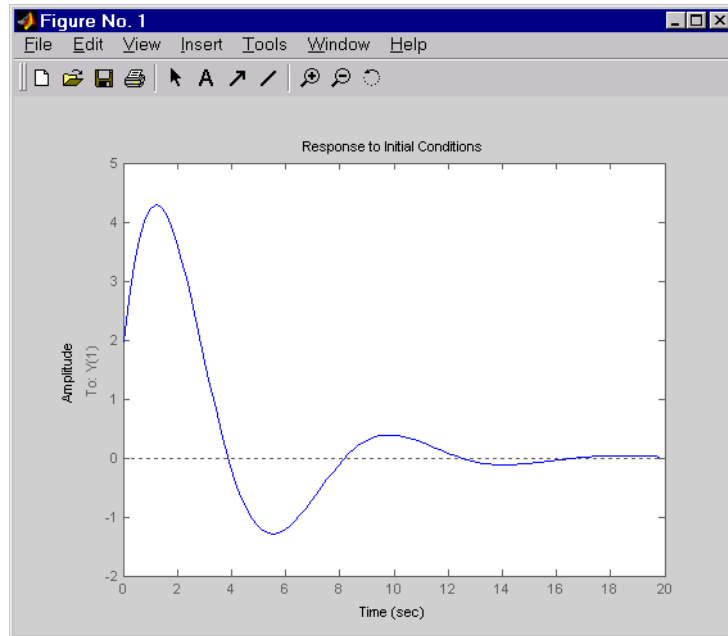 Figure No. 1
File Edit View Insert Tools Window Help
A
Response to Initial Conditions
5
4
3
2
1
0
-1
-2
Amplitude
To: Y(1)
0 2 4 6 8 10 12 14 16 18 20
Time (sec)